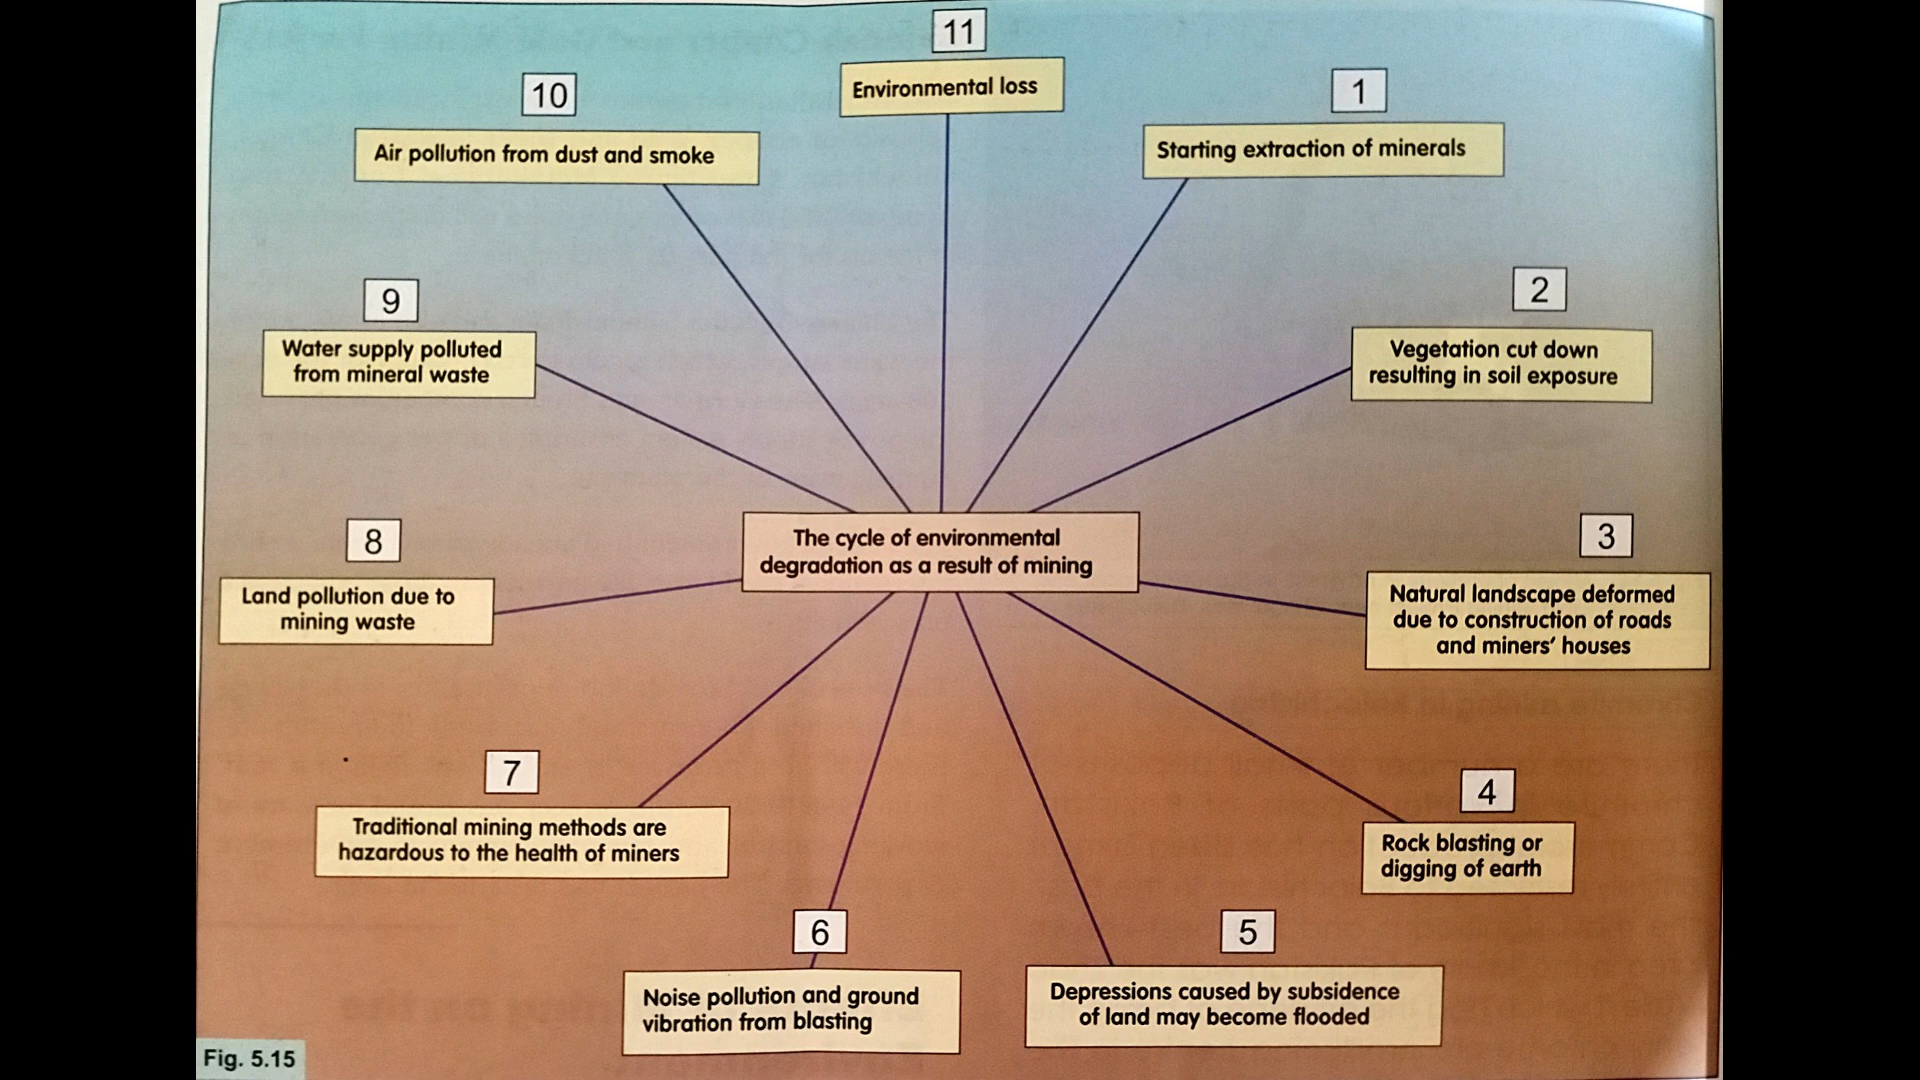 11
Environmental loss
10
Air pollution from dust and smoke
1
Starting extraction of minerals
9
Water supply polluted
from mineral waste
2
Vegetation cut down
resulting in soil exposure
8
Land pollution due to
mining waste
The cycle of environmental
degradation as a result of mining
3
Natural landscape deformed
due to construction of roads
and miners' houses
7
Traditional mining methods are
hazardous to the health of miners
4
Rock blasting or
digging of earth
6
Noise pollution and ground
vibration from blasting
5
Depressions caused by subsidence
of land may become flooded
Fig. 5.15